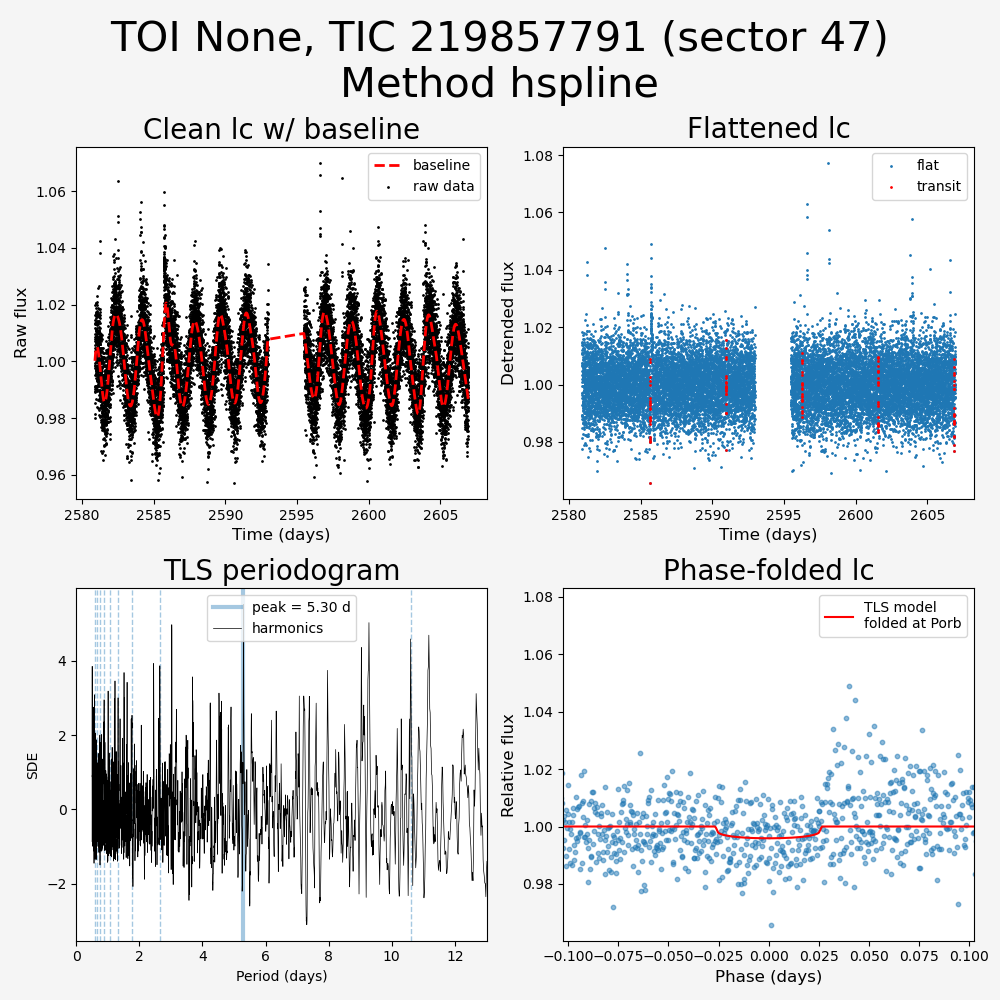 TOI None, TIC 219857791 (sector 47)
Method hspline
Clean lc w/ baseline
Raw flux
1.06
1.04
1.02
1.00
0.98
0.96
baseline
raw data
2580
2585
2590
2595
2600
2605
Time (days)
Flattened lc
Detrended flux
1.08
1.06
1.04
1.02
1.00
0.98
flat
transit
2580
2585
2590
2595
2600
2605
Time (days)
TLS periodogram
SDE
4
2
0
−2
peak = 5.30 d
harmonics
0
2
4
6
8
10
12
Period (days)
Phase-folded lc
Relative flux
1.08
1.06
1.04
1.02
1.00
0.98
TLS model
folded at Porb
−0.100
−0.075
−0.050
−0.025
0.000
0.025
0.050
0.075
0.100
Phase (days)